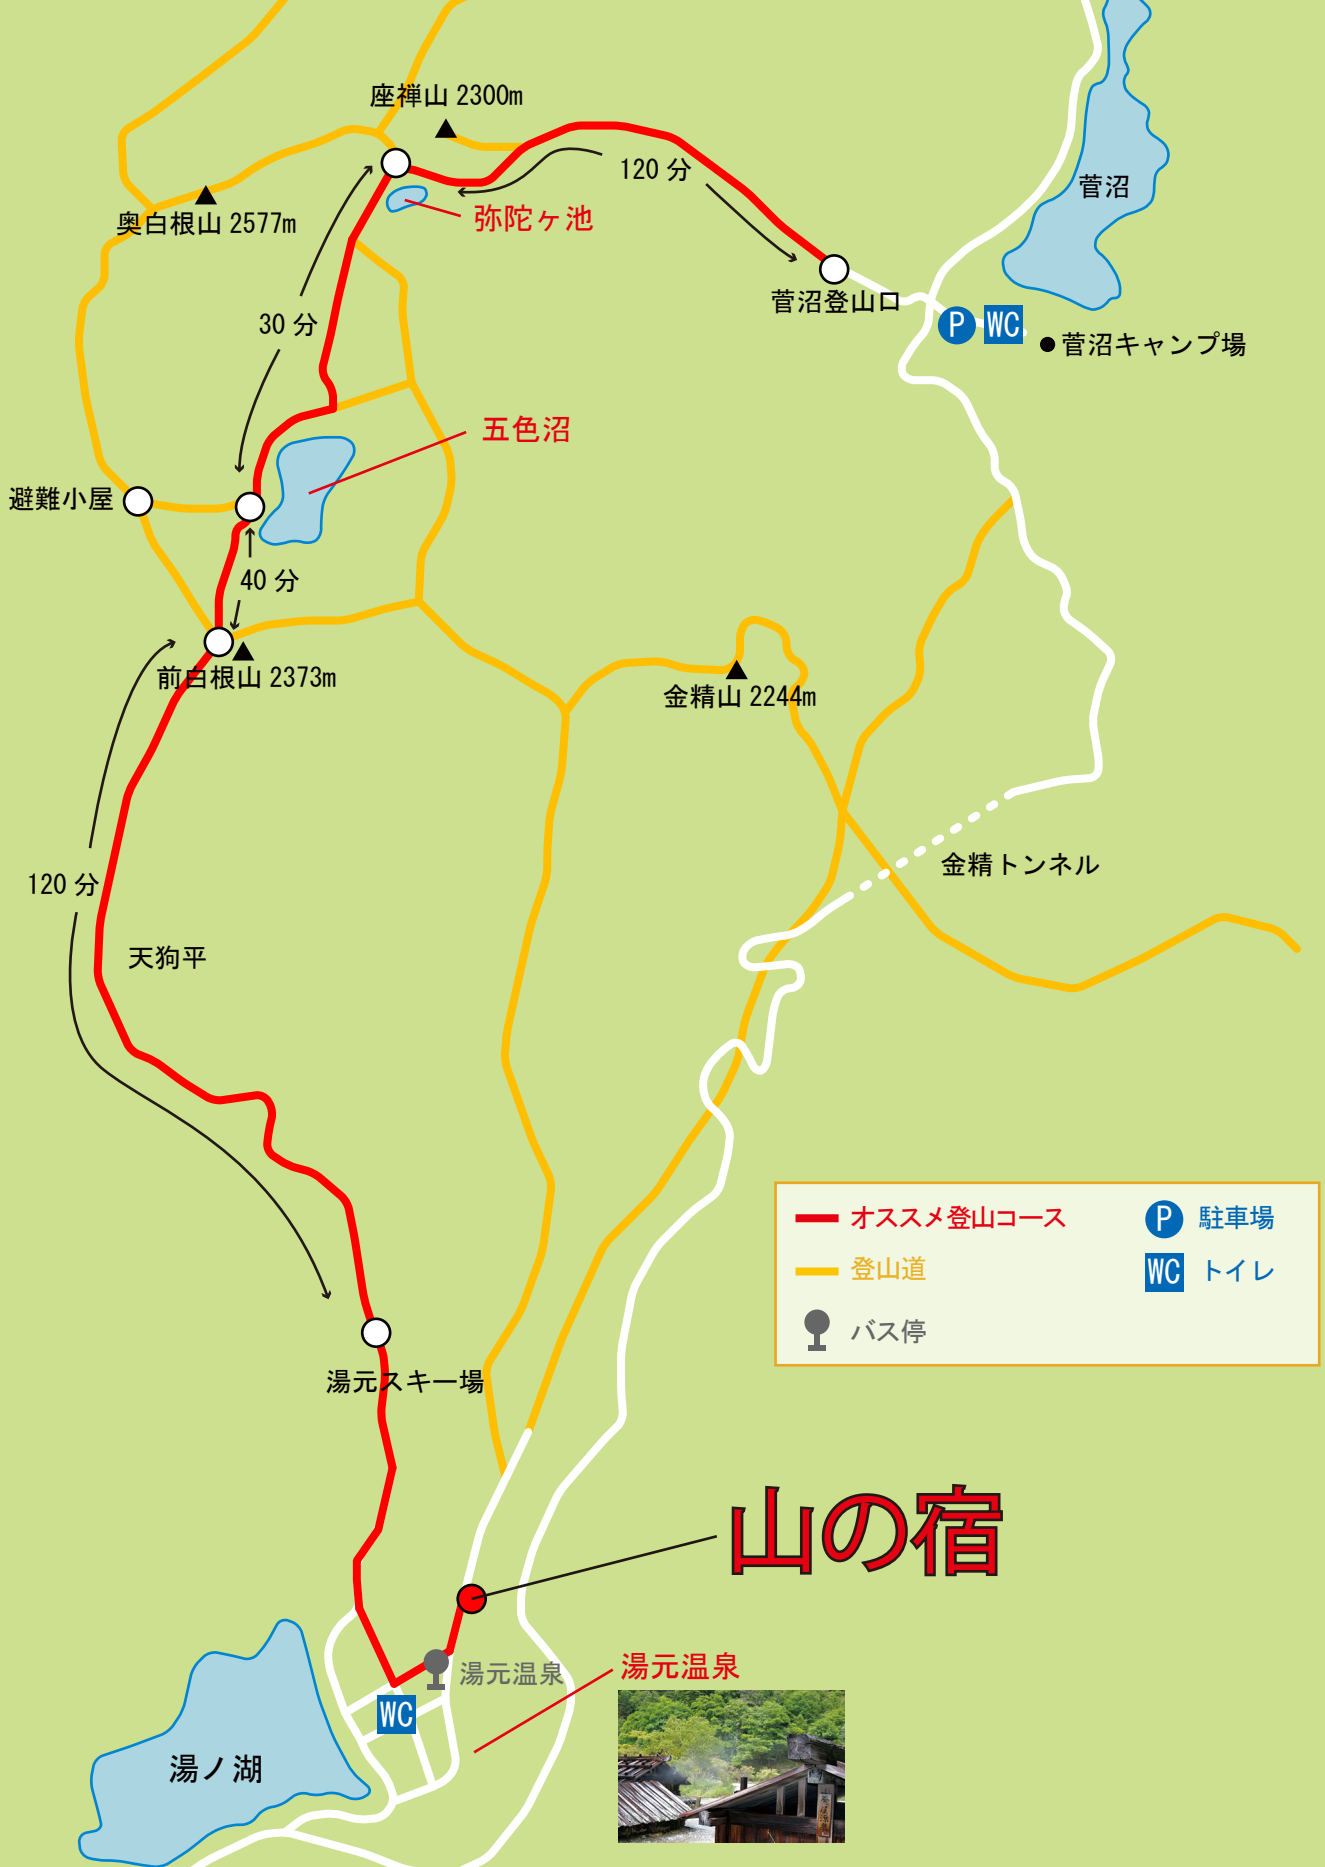 座禅山 2300m
120 分
菅沼
奥白根山 2577m
弥陀ヶ池
菅沼登山口
P
WC
菅沼キャンプ場
30 分
五色沼
避難小屋
40 分
前白根山 2373m
金精山 2244m
金精トンネル
120 分
天狗平
オススメ登山コース
P 駐車場
登山道
WC トイレ
バス停
湯元スキー場
山の宿
湯元温泉
湯元温泉
WC
湯ノ湖